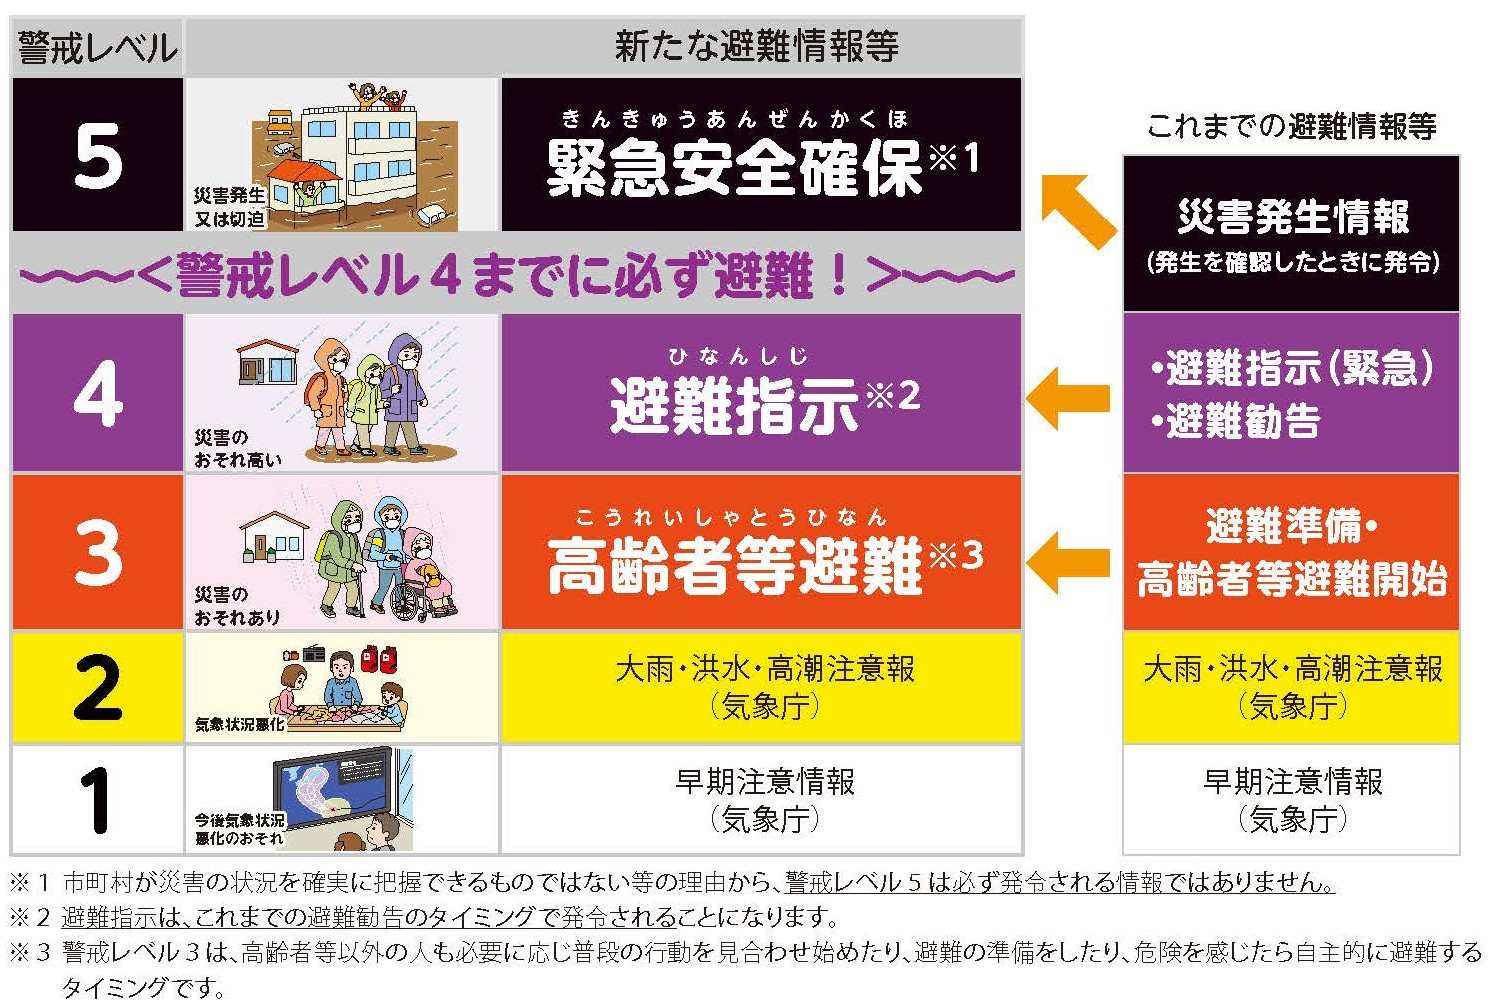 警戒レベル
新たな避難情報等
5
災害発生
又は切迫
きんきゅうあんぜんかくほ
緊急安全確保※1
〜〜〜<警戒レベル4までに必ず避難！>〜〜〜
4
災害の
おそれ高い
ひなんしじ
避難指示※2
3
災害の
おそれあり
こうれいしゃとうひなん
高齢者等避難※3
2
気象状況悪化
大雨・洪水・高潮注意報
（気象庁）
1
今後気象状況
悪化のおそれ
早期注意情報
（気象庁）
これまでの避難情報等
災害発生情報
(発生を確認したときに発令)
・避難指示(緊急)
・避難勧告
避難準備・
高齢者等避難開始
大雨・洪水・高潮注意報
（気象庁）
早期注意情報
（気象庁）
※1 市町村が災害の状況を確実に把握できるものではない等の理由から、警戒レベル5は必ず発令される情報ではありません。
※2 避難指示は、これまでの避難勧告のタイミングで発令されることになります。
※3 警戒レベル3は、高齢者等以外の人も必要に応じ普段の行動を見合わせ始めたり、避難の準備をしたり、危険を感じたら自主的に避難する
タイミングです。